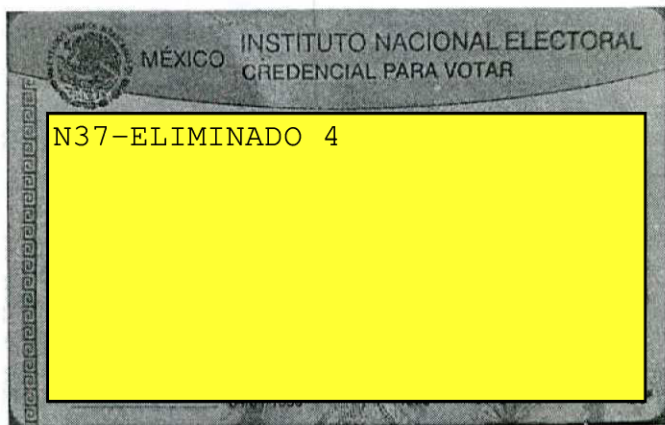 MÉXICO
INSTITUTO NACIONAL ELECTORAL
CREDENCIAL PARA VOTAR
N37-ELIMINADO 4